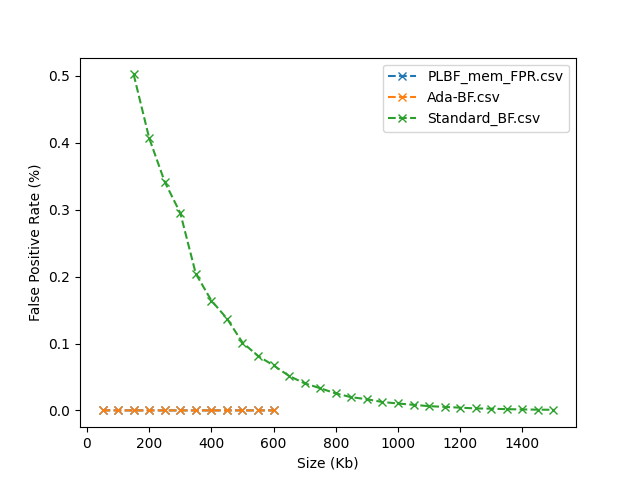 PLBF_mem_FPR.csv
Ada-BF.csv
Standard_BF.csv
False Positive Rate (%)
0.5
0.4
0.3
0.2
0.1
0.0
0 200 400 600 800 1000 1200 1400
Size (Kb)